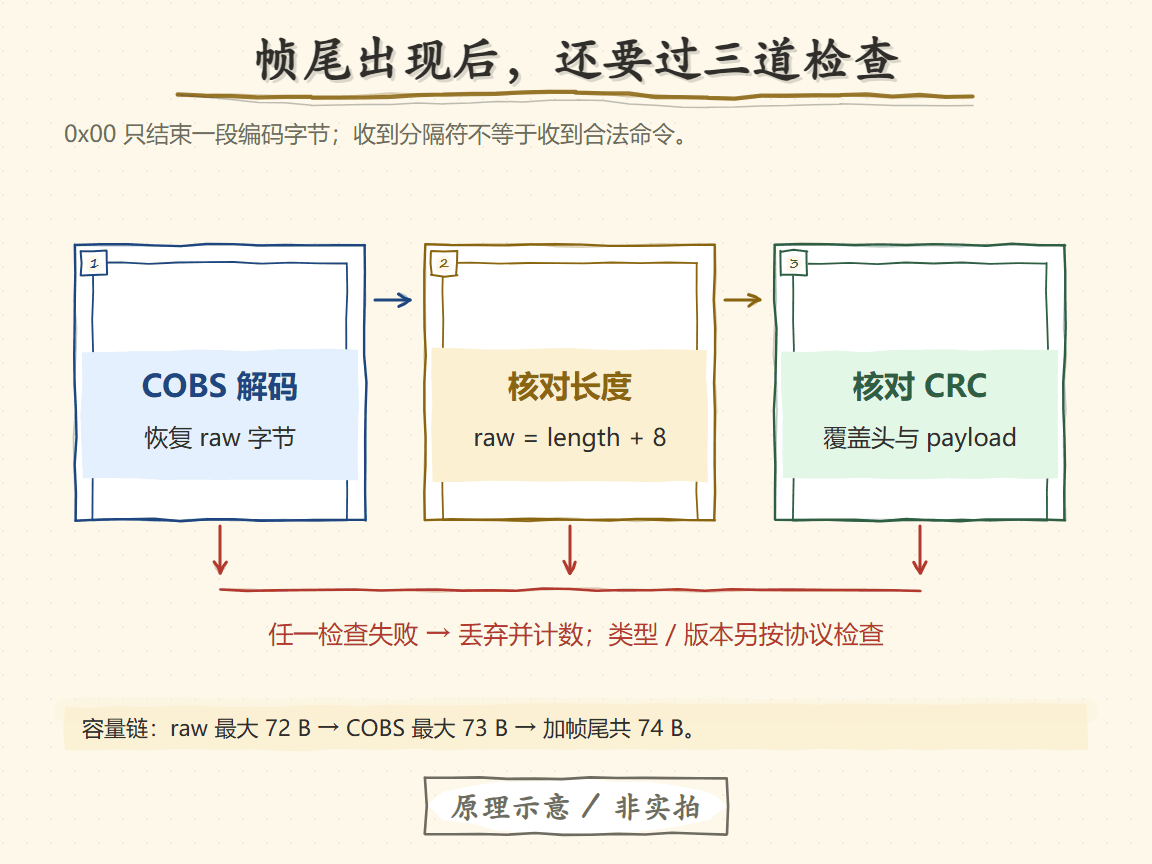 帧尾出现后，还要过三道检查
0x00 只结束一段编码字节；收到分隔符不等于收到合法命令。
1
COBS 解码
恢复 raw 字节
2
核对长度
raw = length + 8
3
核对 CRC
覆盖头与 payload
任一检查失败 → 丢弃并计数；类型 / 版本另按协议检查
容量链：raw 最大 72 B → COBS 最大 73 B → 加帧尾共 74 B。
原理示意 / 非实拍